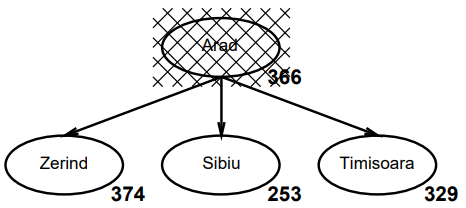 Arad
366
Zerind Sibiu Timisoara
374 253 329